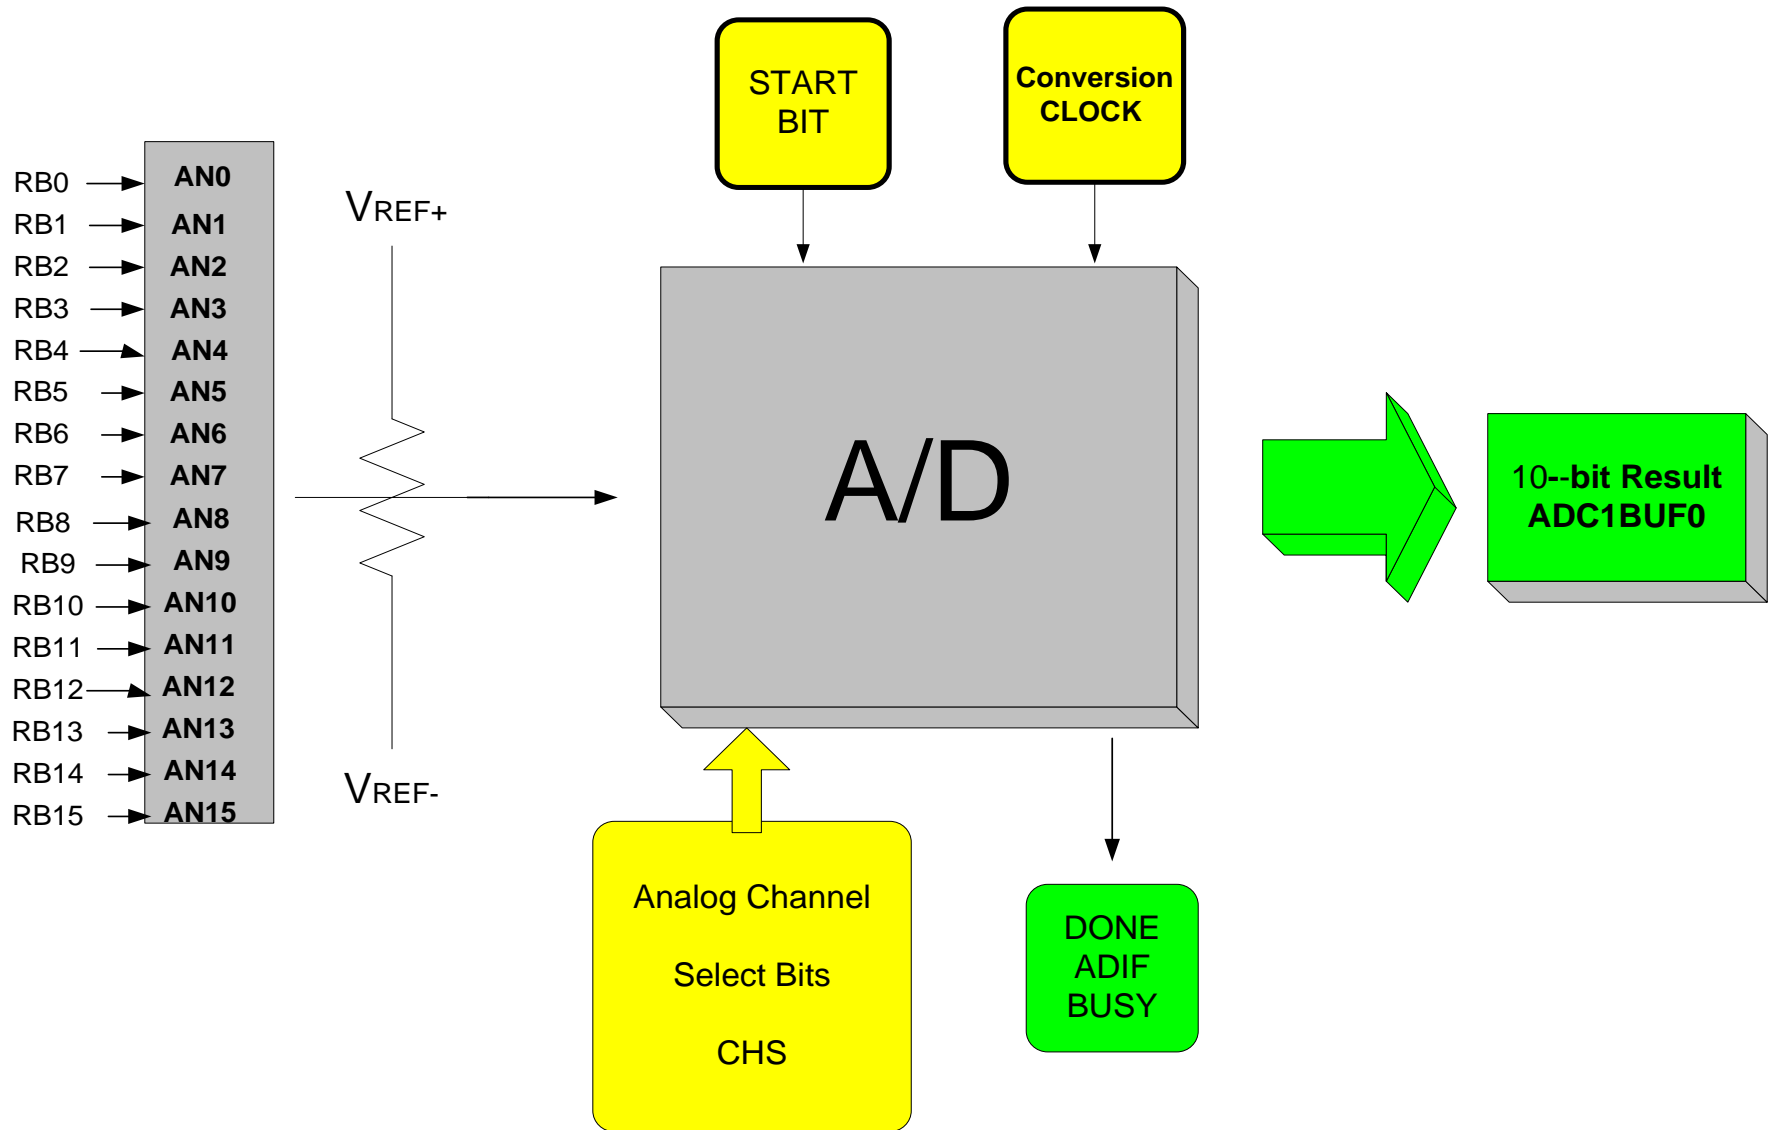 START
BIT
Conversion
CLOCK
RB0 AN0
RB1 AN1
RB2 AN2
RB3 AN3
RB4 AN4
RB5 AN5
RB6 AN6
RB7 AN7
RB8 AN8
RB9 AN9
RB10 AN10
RB11 AN11
RB12 AN12
RB13 AN13
RB14 AN14
RB15 AN15
VREF+
VREF-
A/D
10--bit Result
ADC1BUF0
Analog Channel
Select Bits
CHS
DONE
ADIF
BUSY